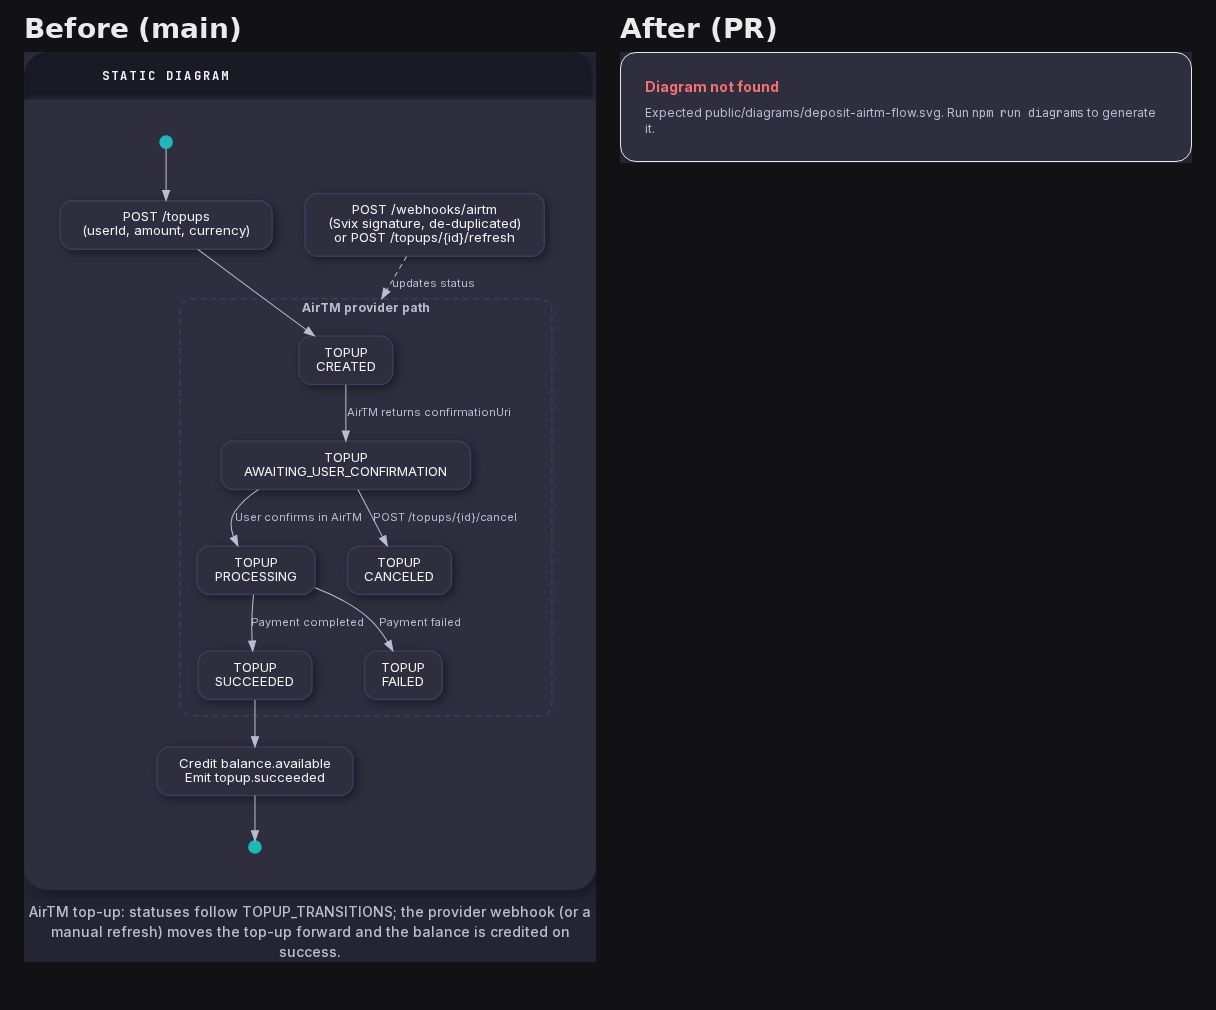 Before (main)
STATIC DIAGRAM
POST /topups
(userId, amount, currency)
POST /webhooks/airtm
(Svix signature, de-duplicated)
or POST /topups/{id}/refresh
updates status
AirTM provider path
TOPUP
CREATED
AirTM returns confirmationUri
TOPUP
AWAITING_USER_CONFIRMATION
User confirms in AirTM
POST /topups/{id}/cancel
TOPUP
PROCESSING
TOPUP
CANCELED
Payment completed
Payment failed
TOPUP
SUCCEEDED
TOPUP
FAILED
Credit balance.available
Emit topup.succeeded
AirTM top-up: statuses follow TOPUP_TRANSITIONS; the provider webhook (or a
manual refresh) moves the top-up forward and the balance is credited on
success.
After (PR)
Diagram not found
Expected public/diagrams/deposit-airtm-flow.svg. Run npm run diagrams to generate
it.